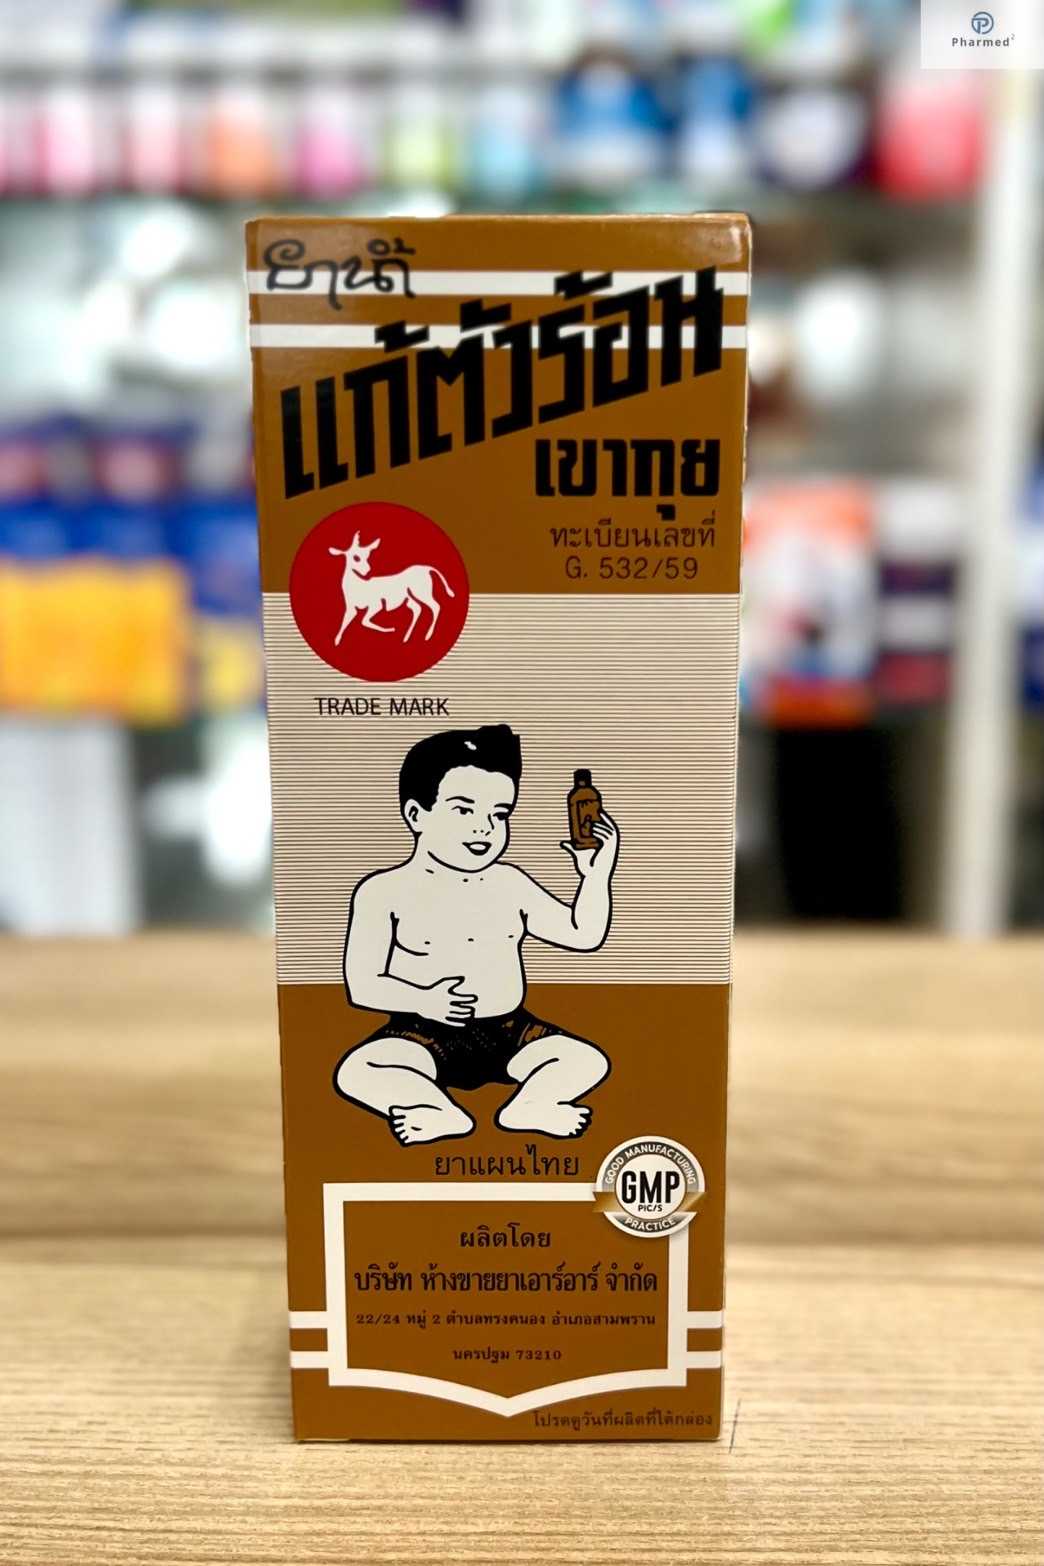 Pharmed²
ยาน้ำ
แก้ตัวร้อน
เขากุย
ทะเบียนเลขที่
G. 532/59
TRADE MARK
ยาแผนไทย
GOOD MANUFACTURING
GMP
PIC/S
PRACTICE
ผลิตโดย
บริษัท ห้างขายยาเอาร์อาร์ จำกัด
22/24 หมู่ 2 ตำบลทรงคนอง อำเภอสามพราน
นครปฐม 73210
โปรดดูวันที่ผลิตที่ใต้กล่อง